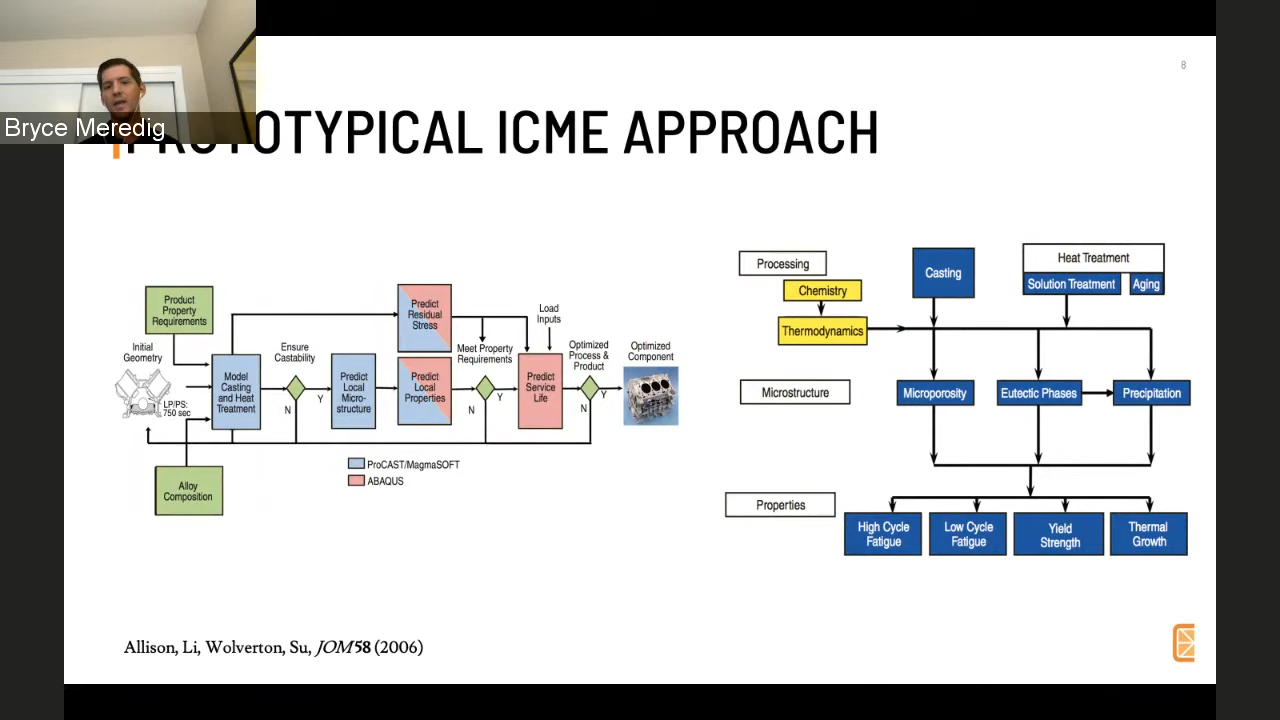 8
Bryce Meredig
PROTOTYPICAL ICME APPROACH
Product
Property
Requirements
Initial
Geometry
LP/PS:
750 sec
Model
Casting
and Heat
Treatment
Alloy
Composition
Ensure
Castability
Y
N
Predict
Local
Micro-
structure
Predict
Residual
Stress
Predict
Local
Properties
Meet Property
Requirements
Y
N
Load
Inputs
Predict
Service
Life
Optimized
Process &
Product
Y
N
Optimized
Component
ProCAST/MagmaSOFT
ABAQUS
Processing
Chemistry
Thermodynamics
Casting
Heat Treatment
Solution Treatment
Aging
Microstructure
Microporosity
Eutectic Phases
Precipitation
Properties
High Cycle
Fatigue
Low Cycle
Fatigue
Yield
Strength
Thermal
Growth
Allison, Li, Wolverton, Su, JOM 58 (2006)